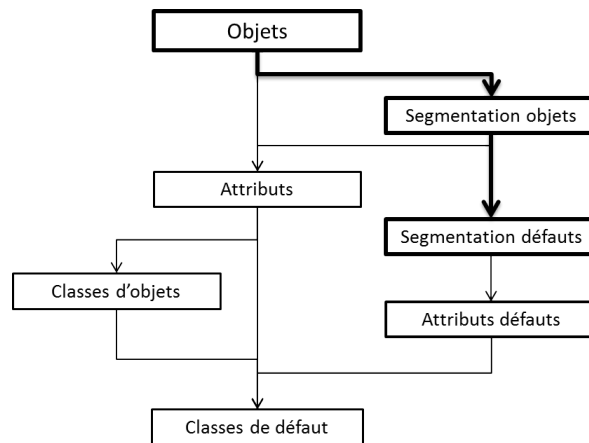 Objets
Segmentation objets
Attributs
Segmentation défauts
Classes d'objets
Attributs défauts
Classes de défaut